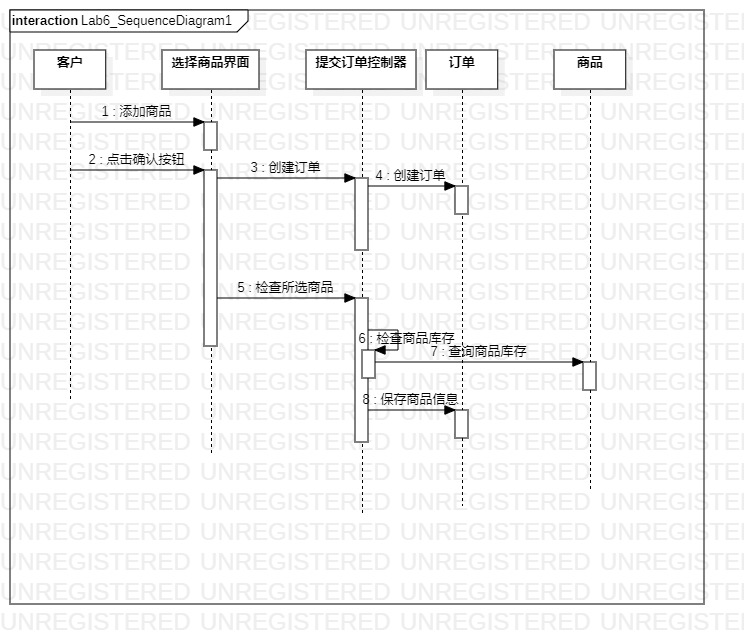 interaction Lab6_SequenceDiagram1
客户
选择商品界面
提交订单控制器
订单
商品
1 : 添加商品
2 : 点击确认按钮
3 : 创建订单
4 : 创建订单
5 : 检查所选商品
6 : 检查商品库存
7 : 查询商品库存
8 : 保存商品信息
UNREGISTERED UNREGISTERED UNREGISTERED UNREGISTERED